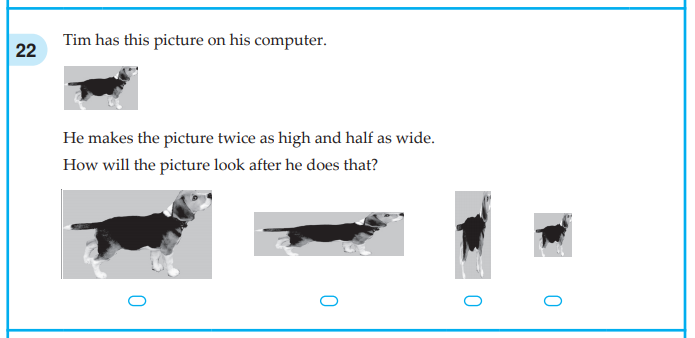 22
Tim has this picture on his computer.
He makes the picture twice as high and half as wide.
How will the picture look after he does that?